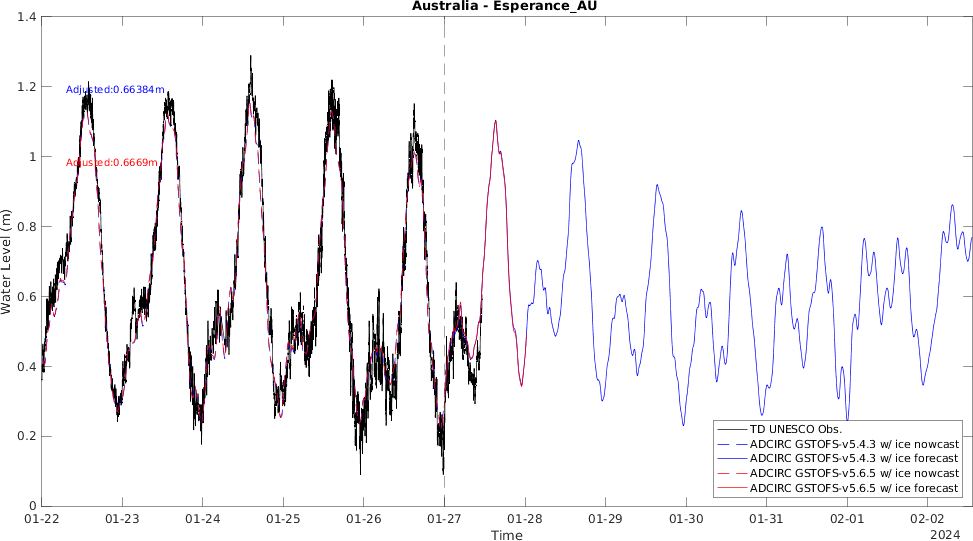 Australia - Esperance_AU
1.4
1.2
1
0.8
0.6
0.4
0.2
0
Water Level (m)
Adjusted:0.66384m
Adjusted:0.6669m
TD UNESCO Obs.
ADCIRC GSTOFS-v5.4.3 w/ ice nowcast
ADCIRC GSTOFS-v5.4.3 w/ ice forecast
ADCIRC GSTOFS-v5.6.5 w/ ice nowcast
ADCIRC GSTOFS-v5.6.5 w/ ice forecast
01-22 01-23 01-24 01-25 01-26 01-27 01-28 01-29 01-30 01-31 02-01 02-02
Time
2024